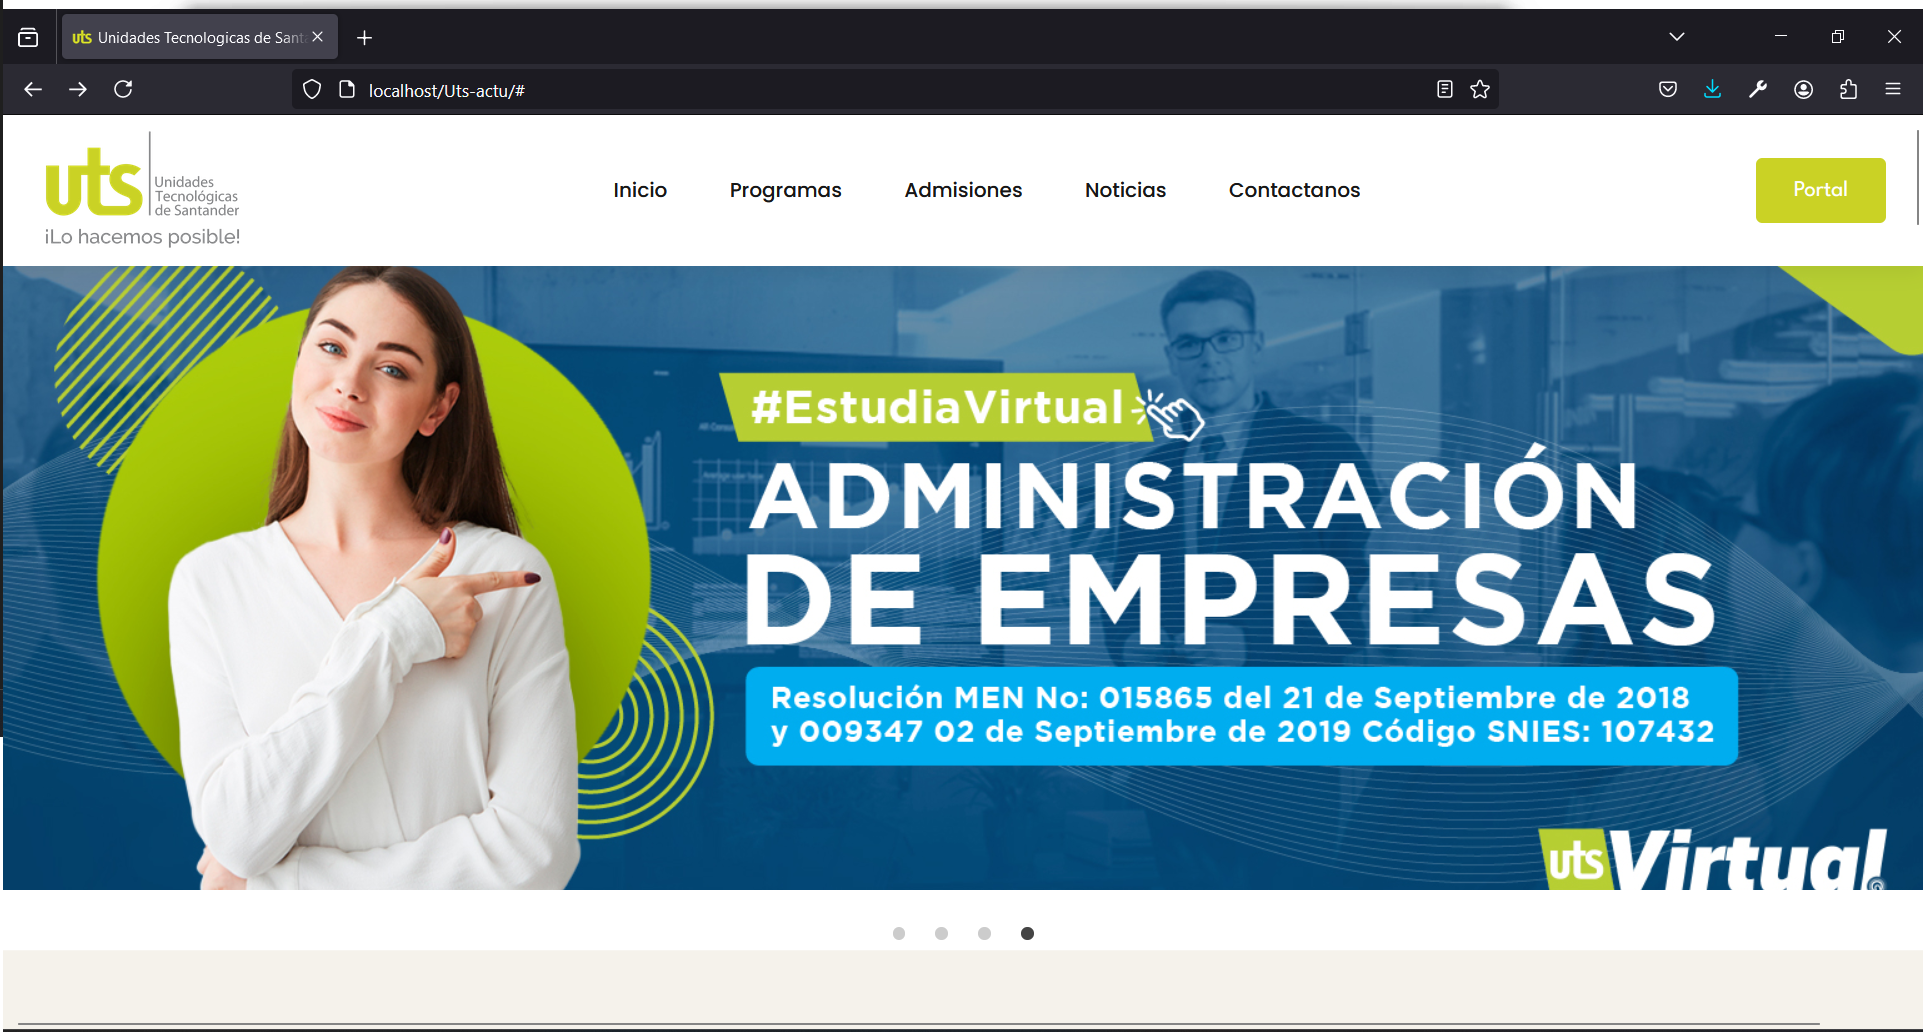 uts Unidades Tecnologicas de Sant
localhost/Uts-actu/#
uts Unidades
Tecnológicas
de Santander
¡Lo hacemos posible!
Inicio Programas Admisiones Noticias Contactanos
Portal
#EstudiaVirtual
ADMINISTRACIÓN
DE EMPRESAS
Resolución MEN No: 015865 del 21 de Septiembre de 2018
y 009347 02 de Septiembre de 2019 Código SNIES: 107432
uts Virtual